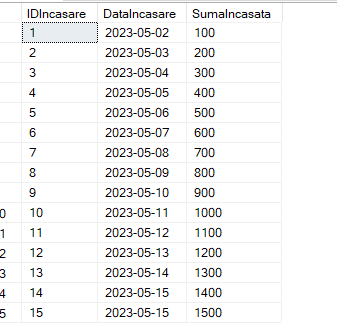 IDIncasare DataIncasare SumaIncasata
1 2023-05-02 100
2 2023-05-03 200
3 2023-05-04 300
4 2023-05-05 400
5 2023-05-06 500
6 2023-05-07 600
7 2023-05-08 700
8 2023-05-09 800
9 2023-05-10 900
0 10 2023-05-11 1000
1 11 2023-05-12 1100
2 12 2023-05-13 1200
3 13 2023-05-14 1300
4 14 2023-05-15 1400
5 15 2023-05-15 1500